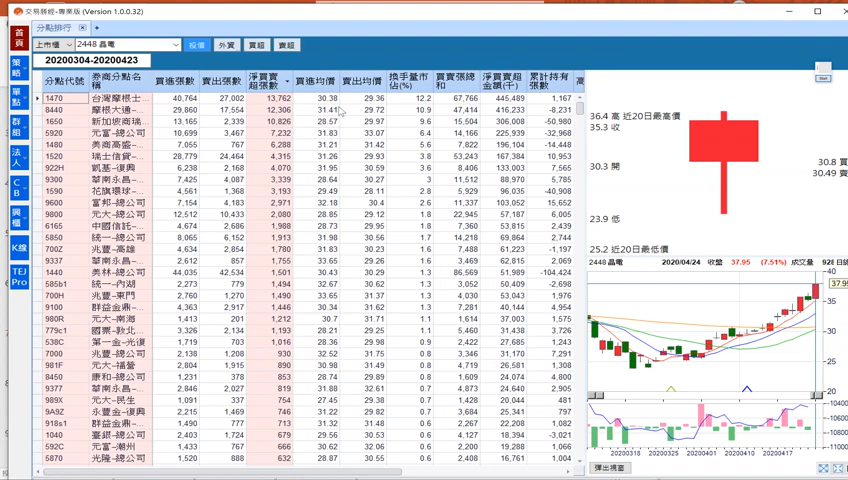 交易勝經-專業版 (Version 1.0.0.32)
分點排行
上市櫃 2448 晶電 投信 外資 買超 賣超
20200304-20200423
分點代號 券商分點名稱 買進張數 賣出張數 淨買賣超張數 買進均價 賣出均價 換手量市佔(%) 買賣張總和 淨買賣超金額(千) 累計持有張數
1470 台灣摩根士... 40,764 27,002 13,762 30.38 29.36 12.2 67,766 445,489 1,167
8440 摩根大通-... 29,860 17,554 12,306 31.41 29.72 10.9 47,414 416,233 -8,231
1650 新加坡商瑞... 13,165 2,339 10,826 28.57 29.97 9.6 15,504 306,008 -50,980
5920 元富-總公司 10,699 3,467 7,232 31.83 33.07 6.4 14,166 225,939 -32,968
1480 美商高盛-... 7,055 767 6,288 31.21 31.42 5.6 7,822 196,104 -14,448
1520 瑞士信貸-... 28,779 24,464 4,315 31.26 29.93 3.8 53,243 167,384 10,953
922H 凱基-復興 6,238 2,168 4,070 31.95 30.59 3.6 8,406 133,003 7,565
9300 華南永昌-... 7,425 4,087 3,339 28.64 30.27 3 11,512 88,970 5,785
1590 花旗環球-... 4,561 1,368 3,193 29.49 28.11 2.8 5,929 96,035 -40,908
9600 富邦-總公司 7,154 4,183 2,971 32.18 30.4 2.6 11,337 103,052 15,652
9800 元大-總公司 12,512 10,433 2,080 28.85 29.12 1.8 22,945 57,187 6,005
6165 中國信託-... 4,674 2,686 1,988 28.73 29.23 1.8 7,360 55,829 39,114
5850 統一-總公司 8,065 6,152 1,913 31.98 30.56 1.7 14,218 69,864 2,744
700Z 兆豐-高雄 4,634 2,854 1,780 31.58 30.23 1.6 7,488 61,223 -1,197
9302 華南永昌-... 2,258 602 1,757 33.65 29.26 1.6 2,859 62,815 2,040
1440 美林-總公司 44,035 42,534 1,501 30.43 30.29 1.3 86,569 51,989 -104,424
585b1 統一-內湖 2,273 779 1,494 32.67 30.62 1.3 3,052 50,409 -2,698
700H 兆豐-東門 2,760 1,270 1,490 33.65 31.37 1.3 4,030 53,043 1,965
9100 群益金鼎-... 4,363 2,917 1,446 30.34 31.62 1.3 7,281 40,144 4,954
980R 元大-南海 1,413 201 1,212 30.7 31.71 1.1 1,614 37,003 705
779c1 國票-敦北... 3,326 2,134 1,193 28.21 29.35 1.1 5,460 31,438 3,726
538C 第一金-光復 1,719 703 1,016 28.36 29.98 0.9 2,422 27,685 1,243
7000 兆豐-總公司 2,138 1,208 930 32.52 31.75 0.8 3,346 31,170 7,291
981F 元大-福營 2,804 1,915 890 30.98 31.49 0.8 4,719 26,581 1,308
8450 康和-總公司 1,231 378 853 28.74 29.89 0.8 1,609 24,074 4,800
9377 華南永昌-... 2,846 2,027 819 31.88 32.61 0.7 4,873 24,640 2,905
989X 元大-民生 1,091 337 754 27.45 29.38 0.7 1,428 20,044 481
9A9Z 永豐金-復興 2,215 1,469 746 31.22 29.82 0.7 3,684 25,341 797
918s1 群益金鼎-... 1,490 777 713 31.32 31.48 0.6 2,267 22,208 1,082
1040 臺銀-總公司 2,403 1,724 679 29.56 30.53 0.6 4,127 18,394 -3,021
592C 元富-潮州 1,433 767 666 30.62 30.65 0.6 2,200 19,288 1,066
5870 光隆-總公司 1,520 888 632 28.87 30.55 0.6 2,408 16,761 1,049
首頁
策略
單點
群組
法人
CB
興櫃
K線
TEJ Pro
36.4 高 近20日最高價
35.3 收
30.3 開
23.9 低
25.2 近20日最低價
30.8 買
30.49 賣
2448 晶電 2020/04/24 收盤 37.95 (7.51%) 成交量 928
日線
40
37.95
35
30
25
20
-10400
-10600
-10800
20200318 20200325 20200401 20200410 20200417
彈出視窗